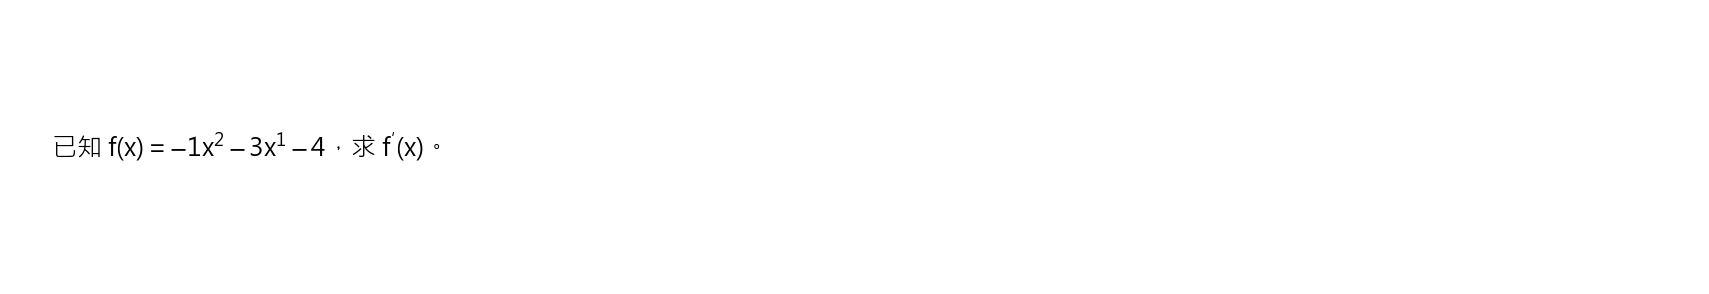 已知 f(x) = −1x² − 3x¹ − 4，求 f′(x)。